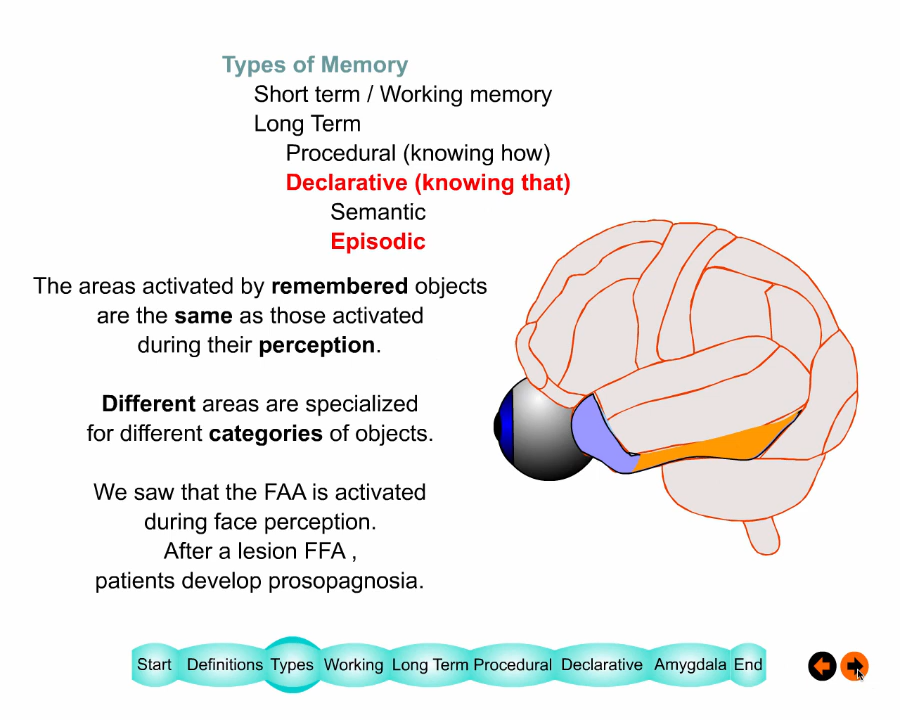 Types of Memory
Short term / Working memory
Long Term
Procedural (knowing how)
Declarative (knowing that)
Semantic
Episodic
The areas activated by remembered objects
are the same as those activated
during their perception.
Different areas are specialized
for different categories of objects.
We saw that the FAA is activated
during face perception.
After a lesion FFA ,
patients develop prosopagnosia.
Start Definitions Types Working Long Term Procedural Declarative Amygdala End